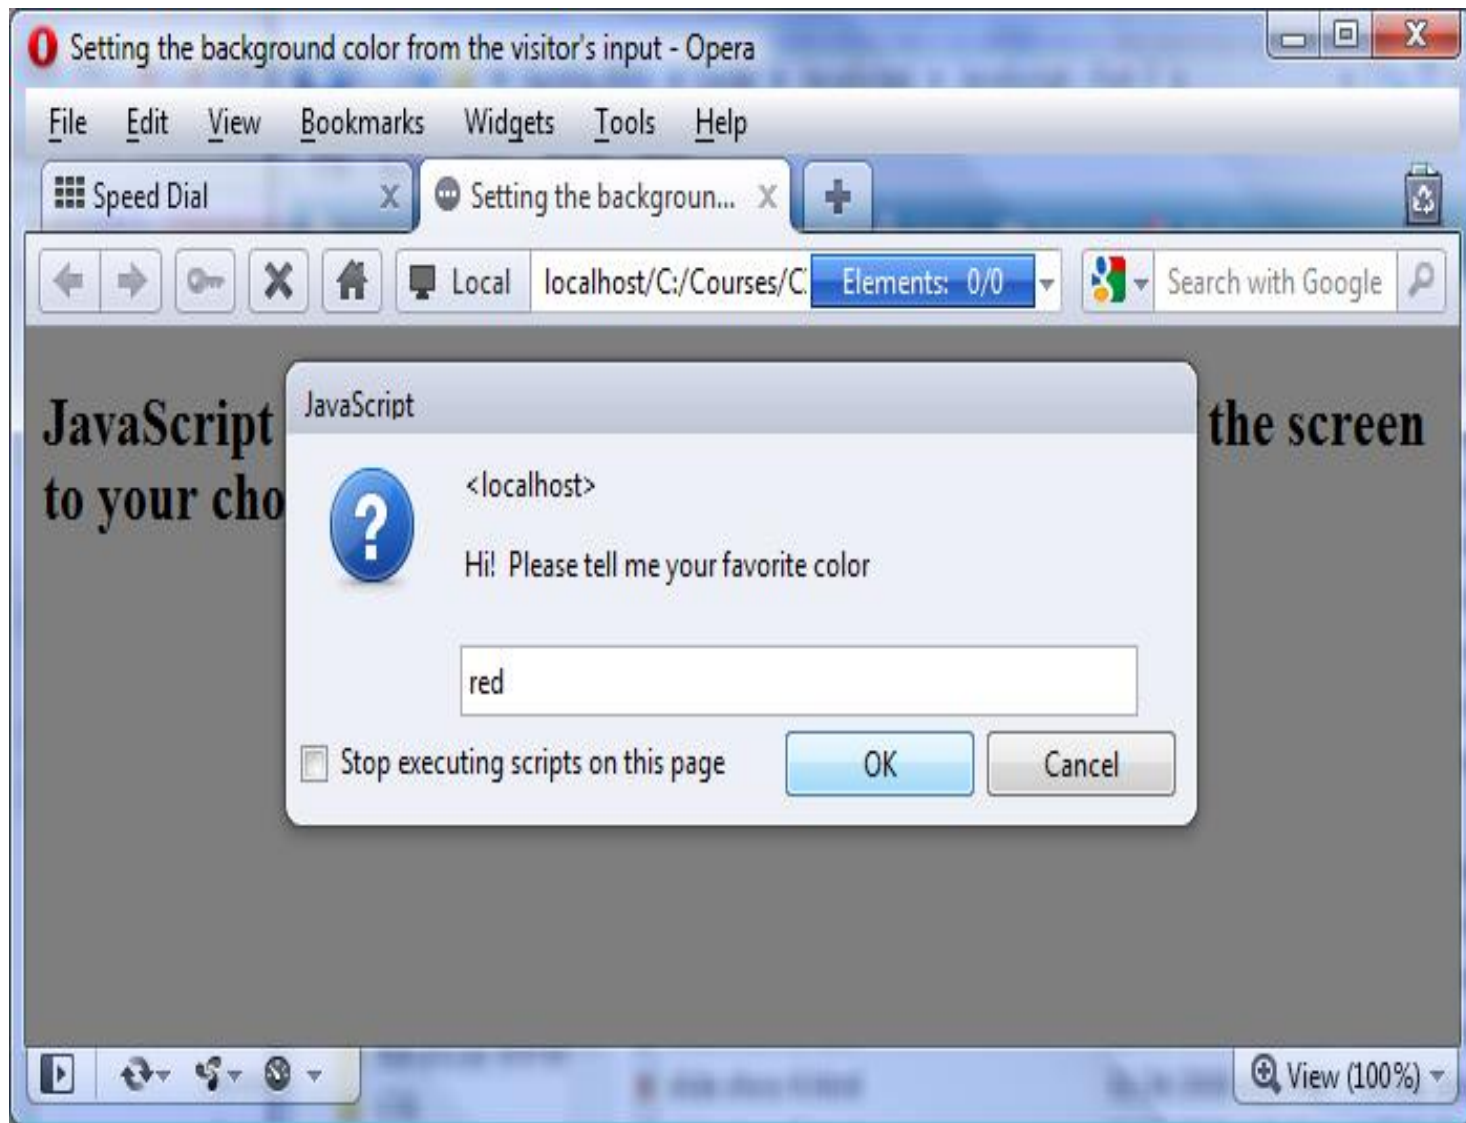 Setting the background color from the visitor's input - Opera
File Edit View Bookmarks Widgets Tools Help
Speed Dial
Setting the backgroun...
Local localhost/C:/Courses/C Elements: 0/0 Search with Google
JavaScript
JavaScript the screen
to your cho
<localhost>
Hi! Please tell me your favorite color
red
Stop executing scripts on this page OK Cancel
View (100%)